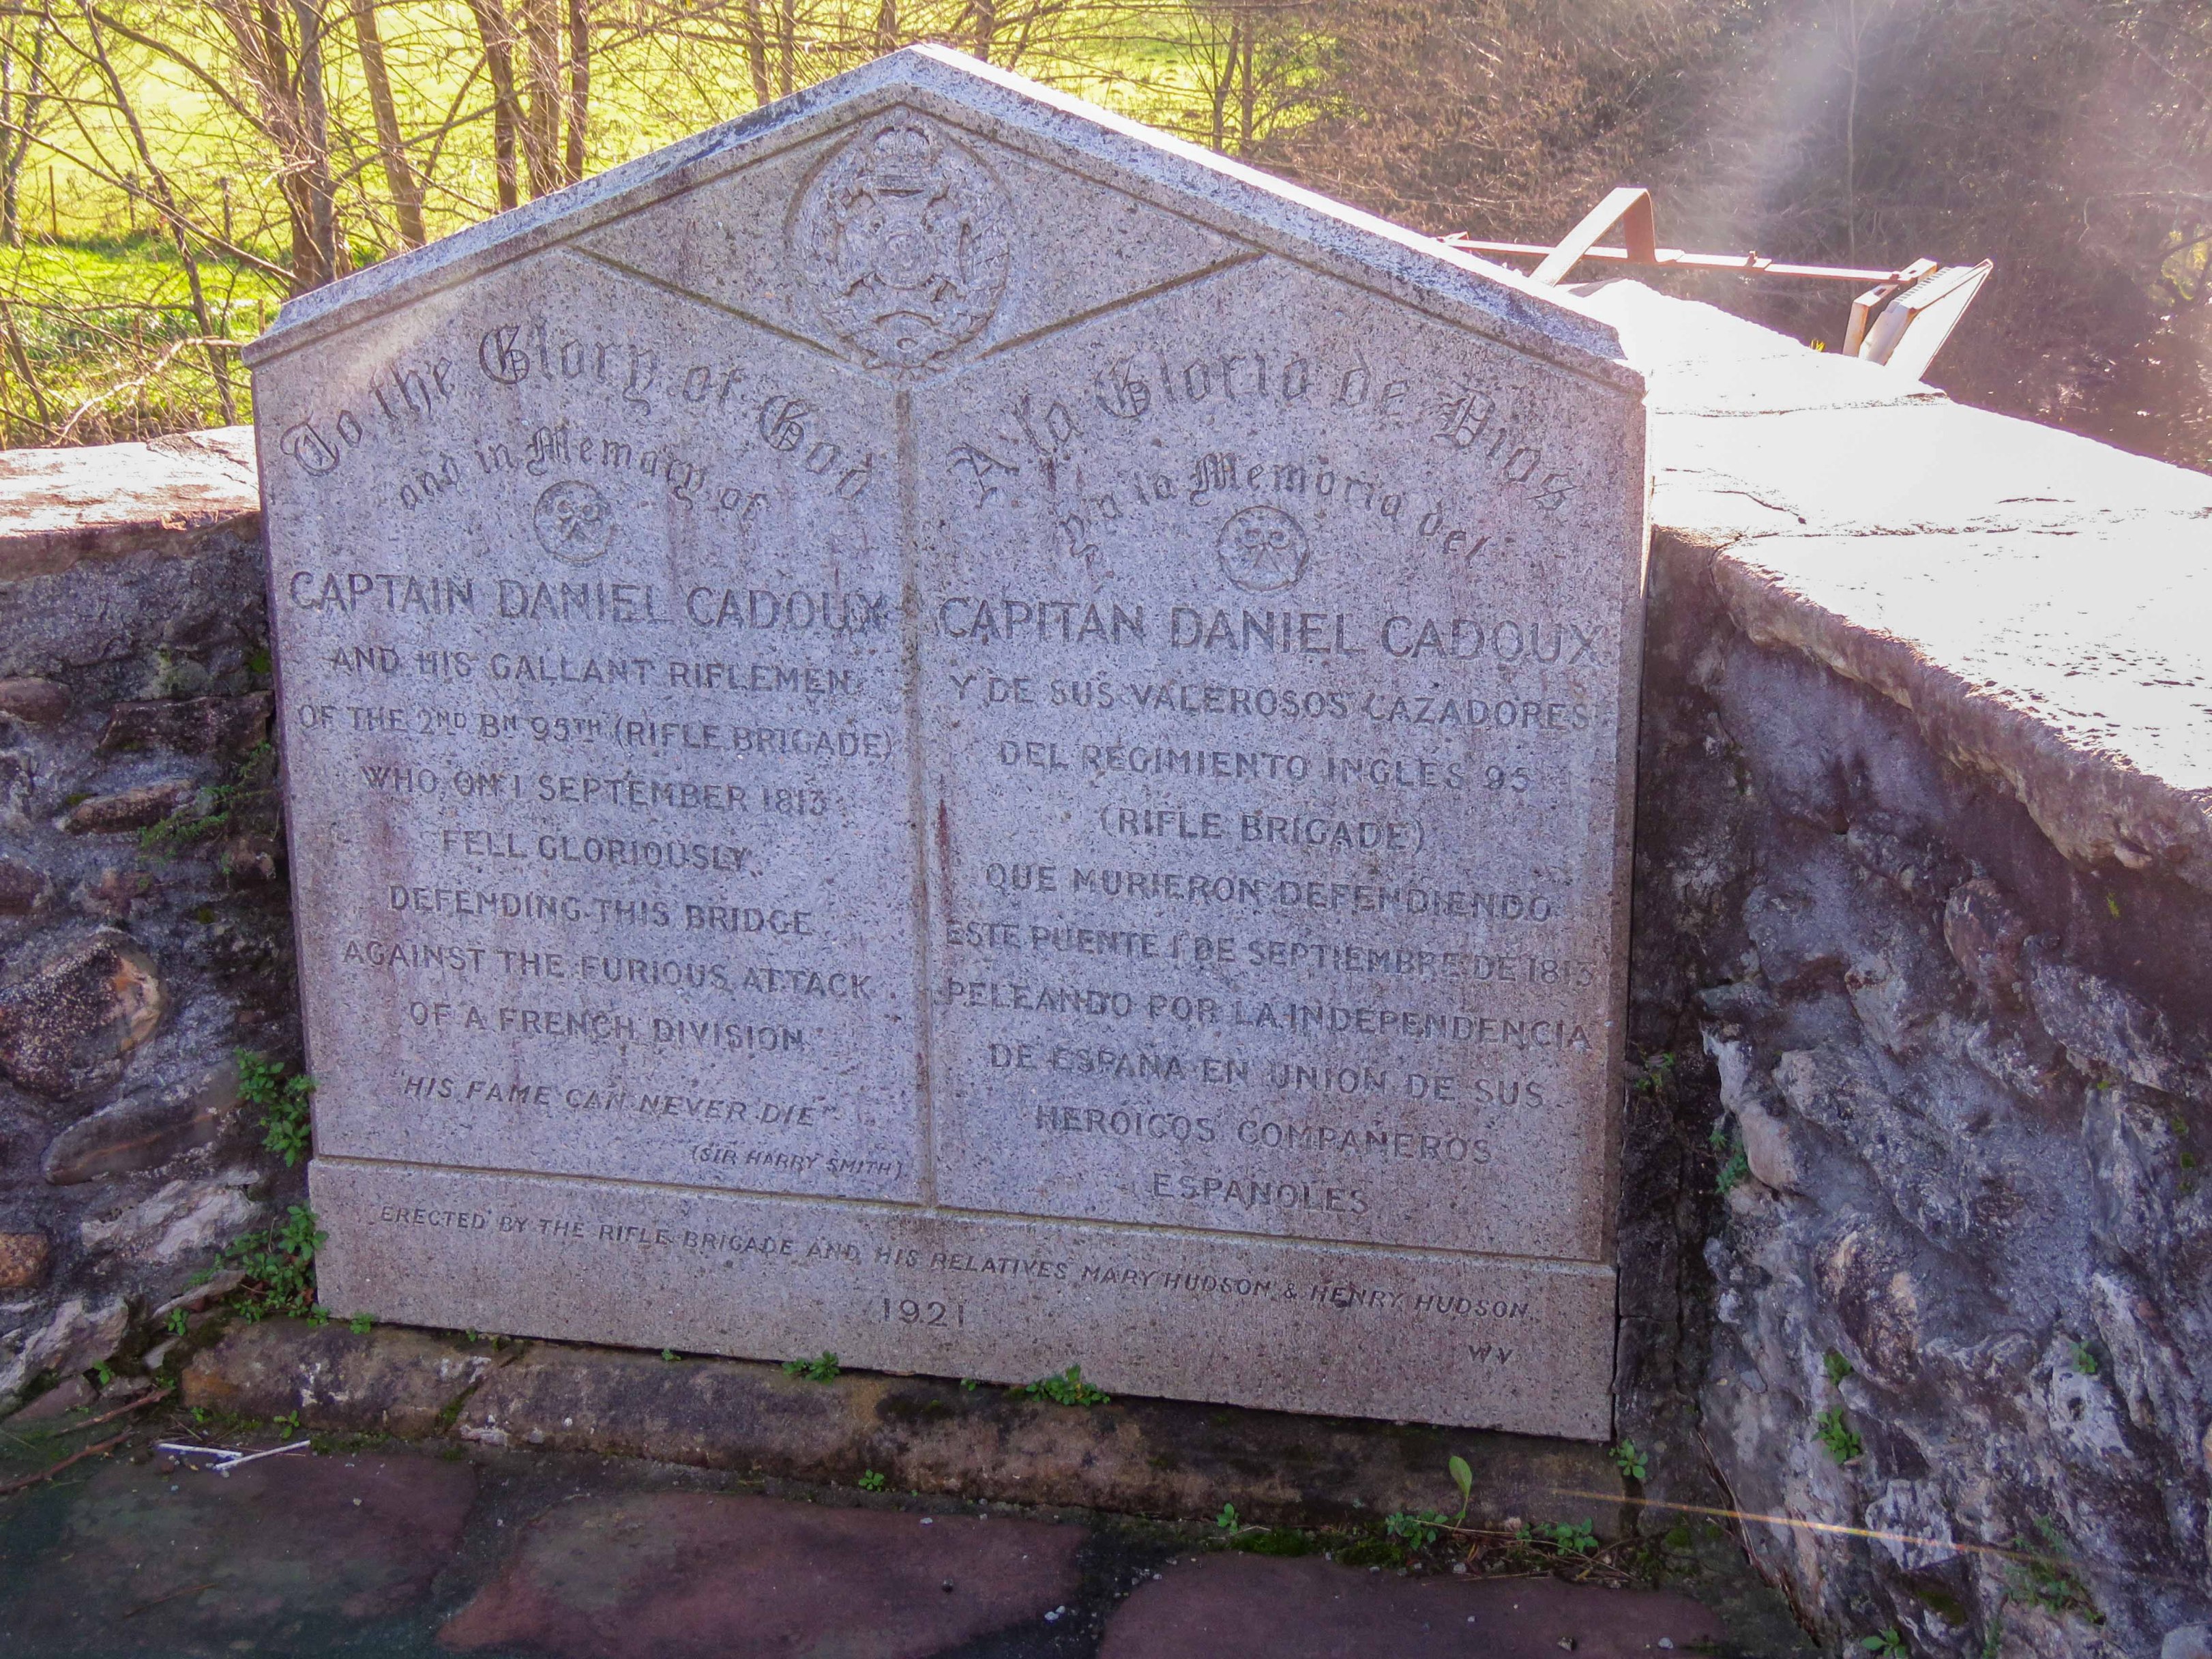 To the Glory of God
and in Memory of
CAPTAIN DANIEL CADOUX
AND HIS GALLANT RIFLEMEN
OF THE 2ND BN 95TH (RIFLE BRIGADE)
WHO ON 1 SEPTEMBER 1813
FELL GLORIOUSLY
DEFENDING THIS BRIDGE
AGAINST THE FURIOUS ATTACK
OF A FRENCH DIVISION
"HIS FAME CAN NEVER DIE"
(SIR HARRY SMITH)
A la Gloria de Dios
y a la Memoria del
CAPITÁN DANIEL CADOUX
Y DE SUS VALEROSOS CAZADORES
DEL REGIMIENTO INGLES 95
(RIFLE BRIGADE)
QUE MURIERON DEFENDIENDO
ESTE PUENTE 1 DE SEPTIEMBRE DE 1813
PELEANDO POR LA INDEPENDENCIA
DE ESPAÑA EN UNION DE SUS
HEROICOS COMPAÑEROS
ESPAÑOLES
ERECTED BY THE RIFLE BRIGADE AND HIS RELATIVES MARY HUDSON & HENRY HUDSON
1921
W V